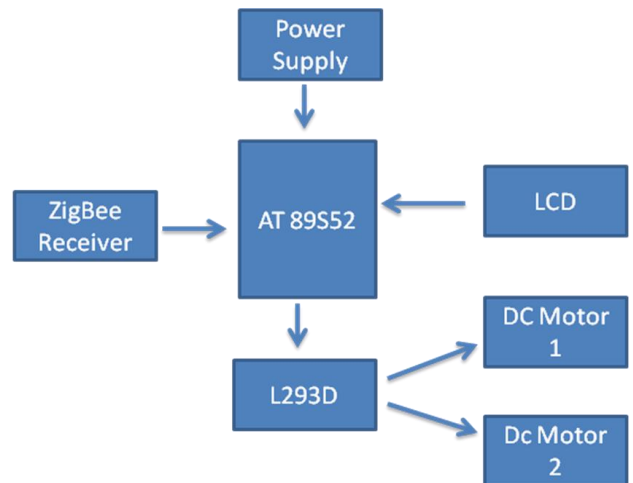 Power
Supply
ZigBee
Receiver
AT 89S52
LCD
L293D
DC Motor
1
Dc Motor
2